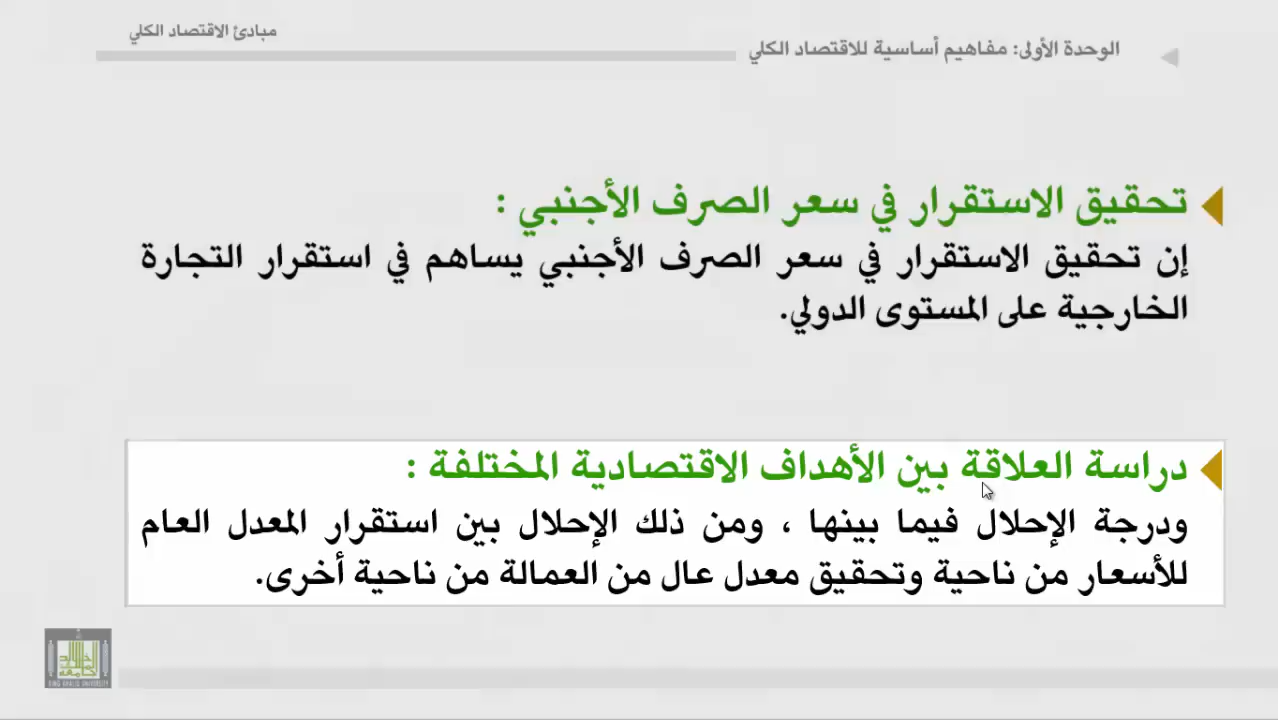 مبادئ الاقتصاد الكلي
الوحدة الأولى: مفاهيم أساسية للاقتصاد الكلي
تحقيق الاستقرار في سعر الصرف الأجنبي :
إن تحقيق الاستقرار في سعر الصرف الأجنبي يساهم في استقرار التجارة
الخارجية على المستوى الدولي.
دراسة العلاقة بين الأهداف الاقتصادية المختلفة :
ودرجة الإحلال فيما بينها ، ومن ذلك الإحلال بين استقرار المعدل العام
للأسعار من ناحية وتحقيق معدل عال من العمالة من ناحية أخرى.
KING KHALID UNIVERSITY